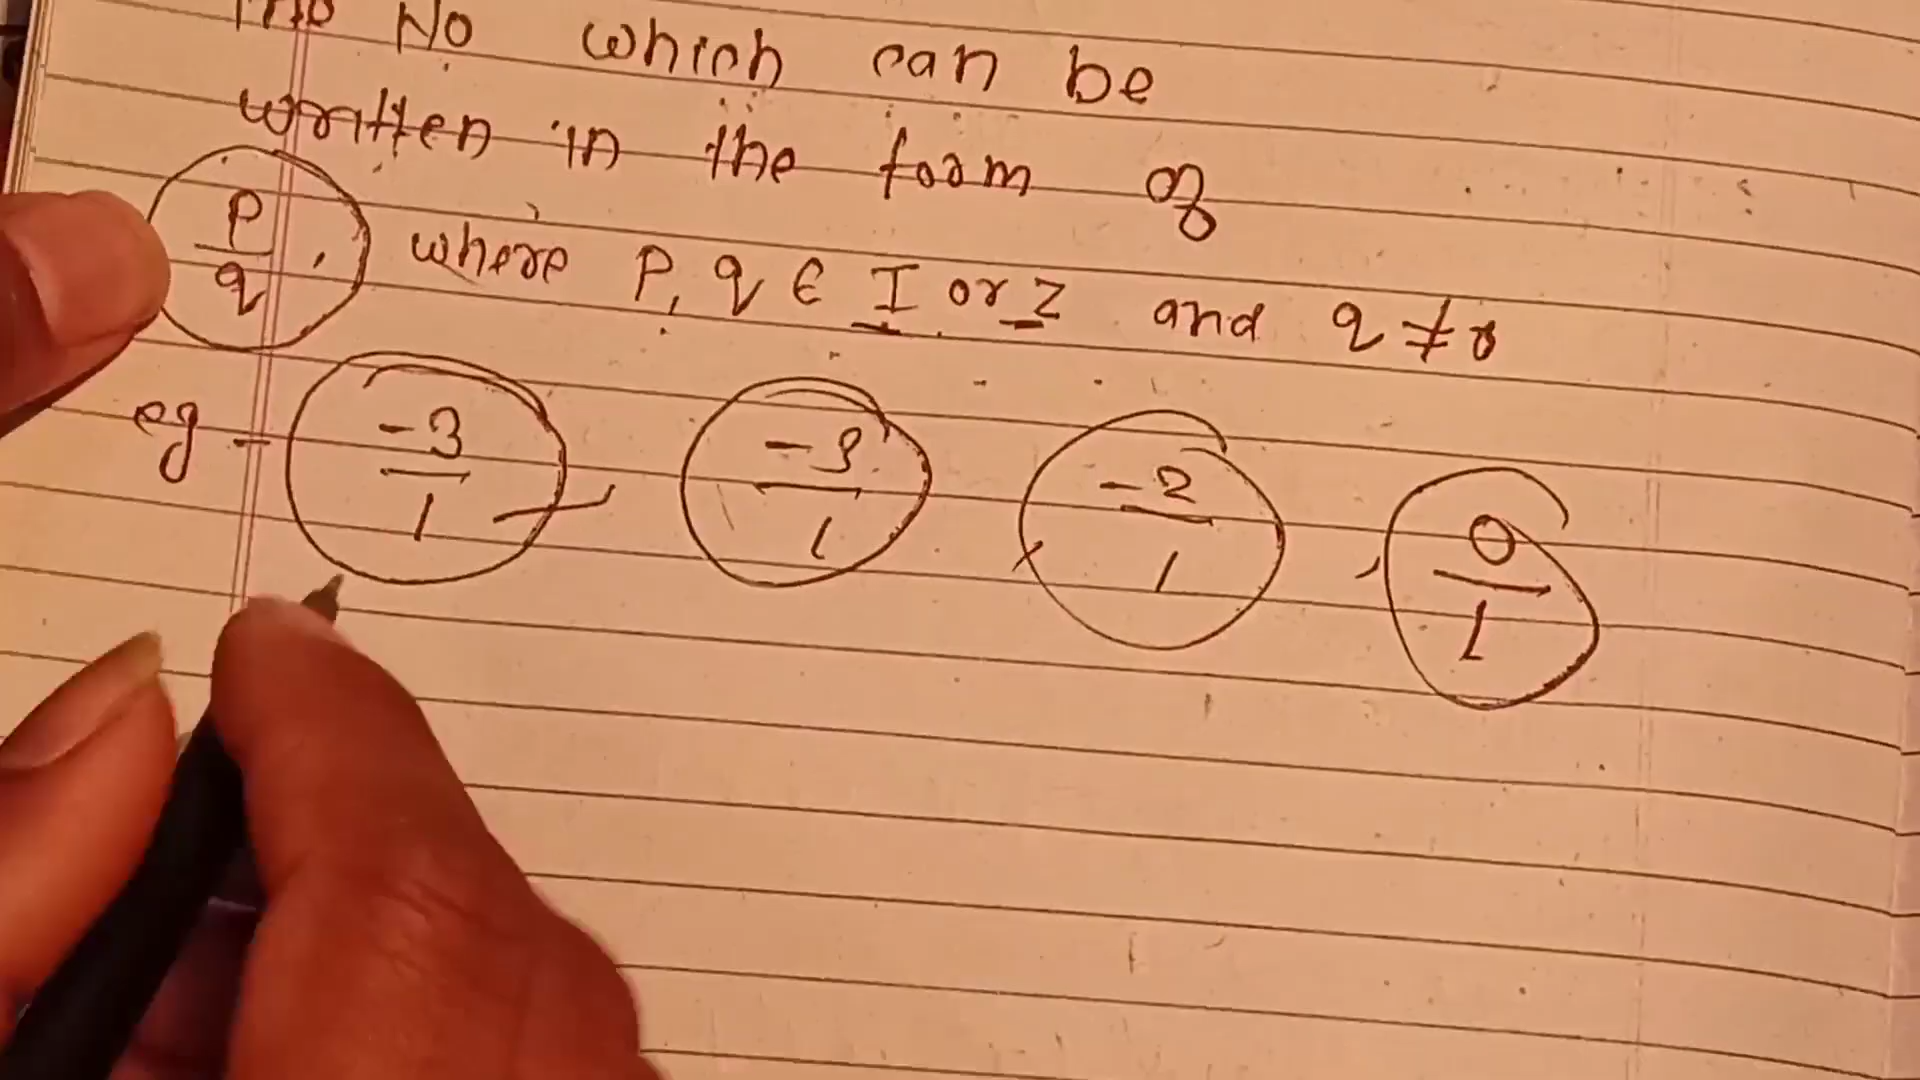 The No which can be
written in the form of
P/q, where P, q ∈ I or Z and q ≠ 0
eg - -3/1, -3/1, -2/1, 0/1